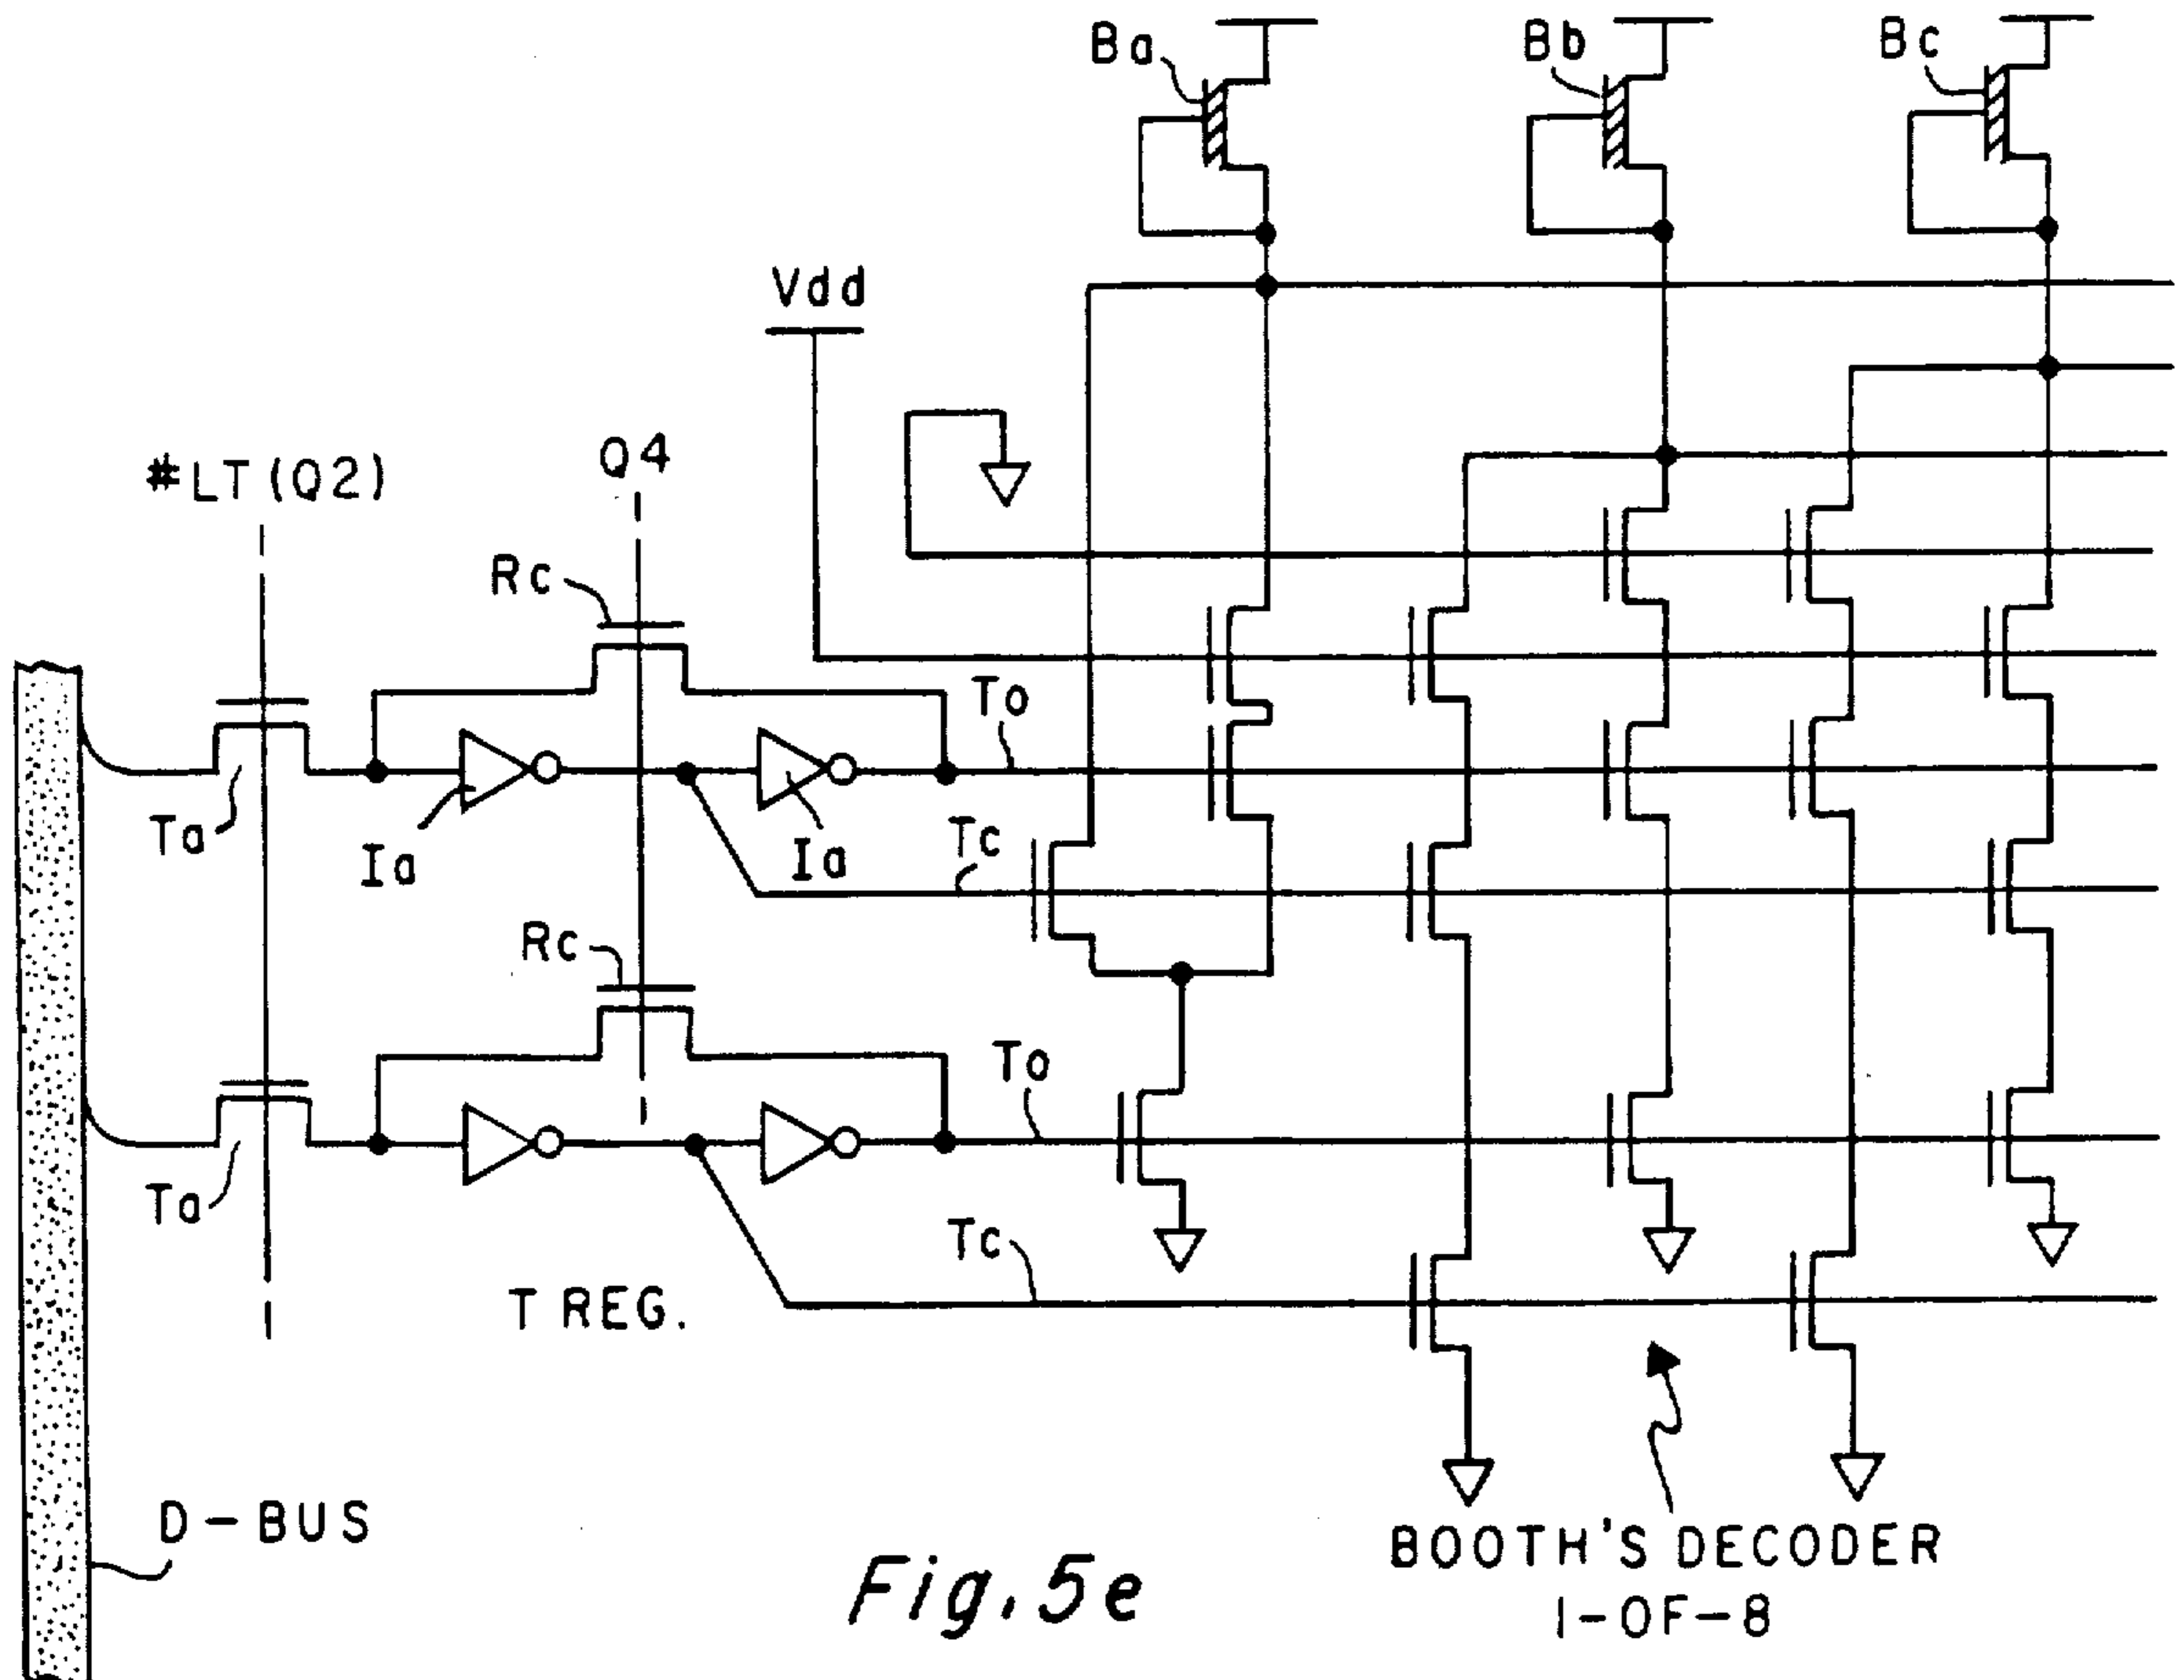 Ba
Bb
Bc
Vdd
#LT(Q2)
Q4
Rc
To
Ta
Ia
Ia
Tc
Rc
To
Ta
Tc
T REG.
D-BUS
BOOTH'S DECODER
1-OF-8
Fig. 5e